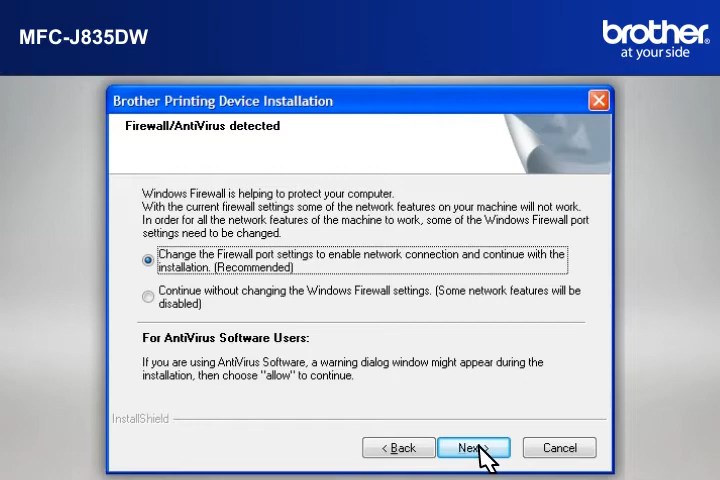 MFC-J835DW
brother®
at your side
Brother Printing Device Installation
Firewall/AntiVirus detected
Windows Firewall is helping to protect your computer.
With the current firewall settings some of the network features on your machine will not work.
In order for all the network features of the machine to work, some of the Windows Firewall port
settings need to be changed.
Change the Firewall port settings to enable network connection and continue with the
installation. (Recommended)
Continue without changing the Windows Firewall settings. (Some network features will be
disabled)
For AntiVirus Software Users:
If you are using AntiVirus Software, a warning dialog window might appear during the
installation, then choose "allow" to continue.
InstallShield
< Back
Next >
Cancel